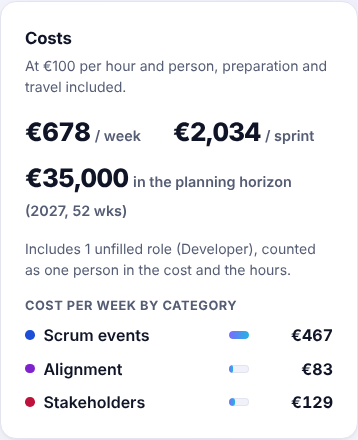 Costs
At €100 per hour and person, preparation and
travel included.
€678 / week €2,034 / sprint
€35,000 in the planning horizon
(2027, 52 wks)
Includes 1 unfilled role (Developer), counted
as one person in the cost and the hours.
COST PER WEEK BY CATEGORY
Scrum events €467
Alignment €83
Stakeholders €129